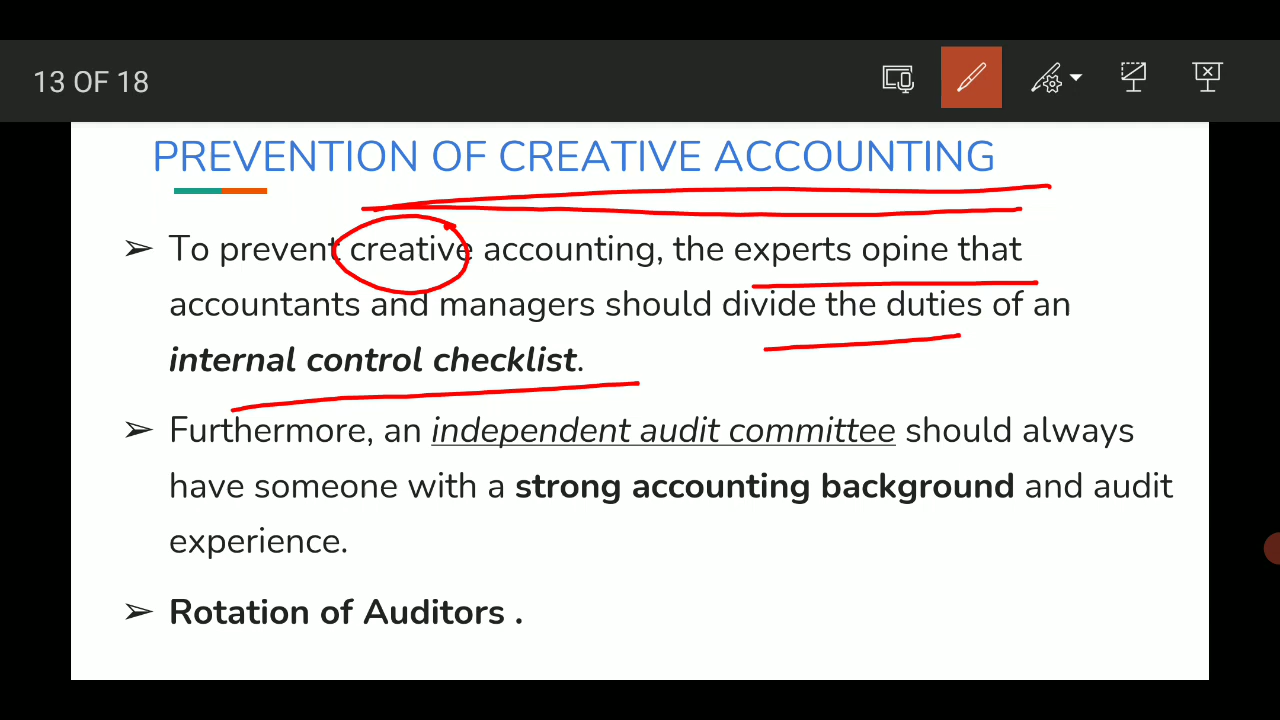 13 OF 18
PREVENTION OF CREATIVE ACCOUNTING
➢ To prevent creative accounting, the experts opine that
accountants and managers should divide the duties of an
internal control checklist.
➢ Furthermore, an independent audit committee should always
have someone with a strong accounting background and audit
experience.
➢ Rotation of Auditors .